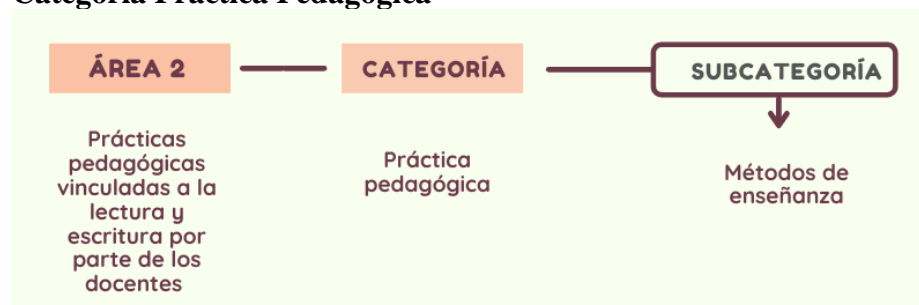 Categoría Práctica Pedagógica
ÁREA 2
CATEGORÍA
SUBCATEGORÍA
Prácticas
pedagógicas
vinculadas a la
lectura y
escritura por
parte de los
docentes
Práctica
pedagógica
Métodos de
enseñanza